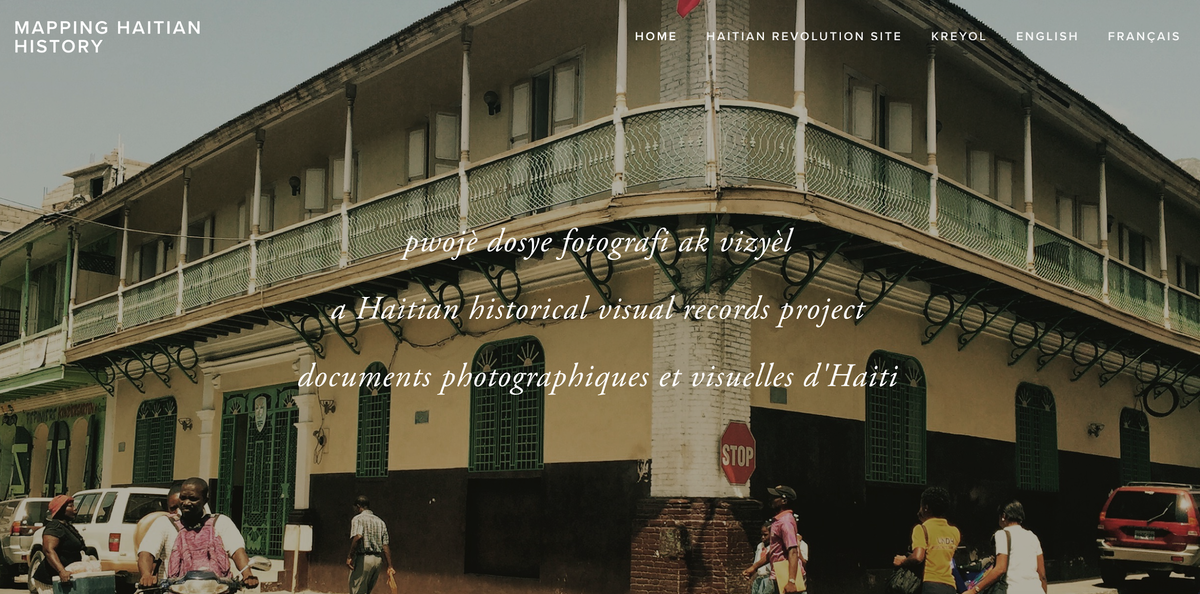 MAPPING HAITIAN
HISTORY
HOME HAITIAN REVOLUTION SITE KREYOL ENGLISH FRANÇAIS
pwojè dosye fotografi ak vizyèl
a Haitian historical visual records project
documents photographiques et visuelles d'Haiti
STOP